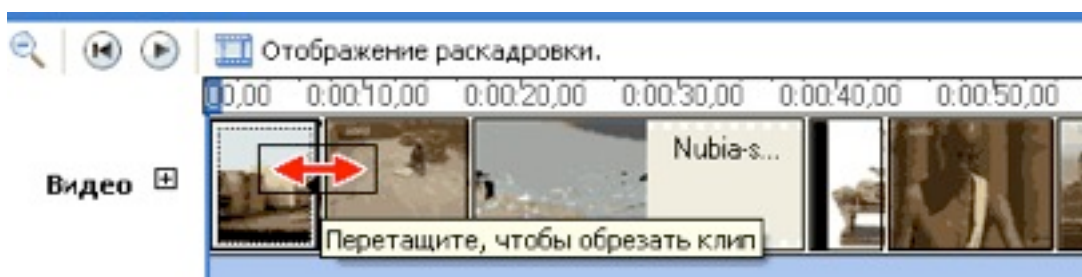 Отображение раскадровки.
0,00 0:00:10,00 0:00:20,00 0:00:30,00 0:00:40,00 0:00:50,00
Nubia-s...
Видео
Перетащите, чтобы обрезать клип